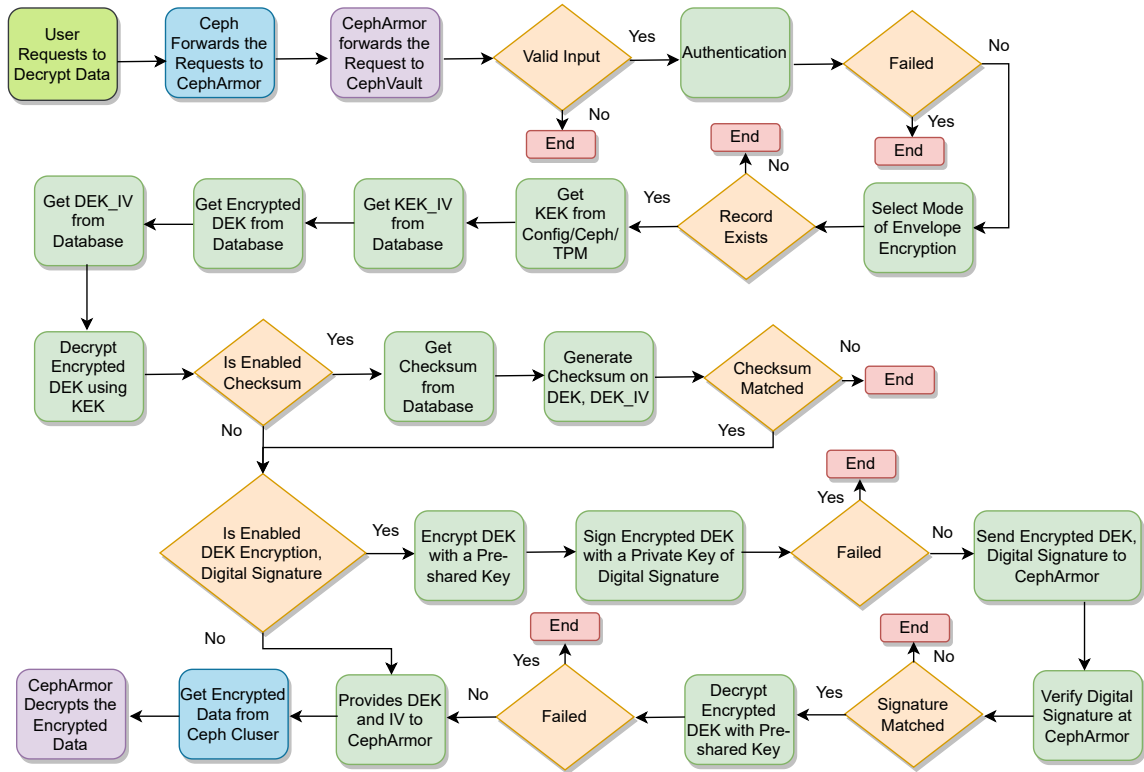 User
Requests to
Decrypt Data
Ceph
Forwards the
Requests to
CephArmor
CephArmor
forwards the
Request to
CephVault
Valid Input
Yes
No
End
Authentication
Failed
No
Yes
End
Select Mode
of Envelope
Encryption
Record
Exists
No
End
Yes
Get
KEK from
Config/Ceph/
TPM
Get KEK_IV
from
Database
Get Encrypted
DEK from
Database
Get DEK_IV
from
Database
Decrypt
Encrypted
DEK using
KEK
Is Enabled
Checksum
Yes
No
Get
Checksum
from
Database
Generate
Checksum on
DEK, DEK_IV
Checksum
Matched
No
End
Yes
Is Enabled
DEK Encryption,
Digital Signature
Yes
No
Encrypt DEK
with a Pre-
shared Key
Sign Encrypted DEK
with a Private Key of
Digital Signature
Failed
Yes
End
No
Send Encrypted DEK,
Digital Signature to
CephArmor
Verify Digital
Signature at
CephArmor
Signature
Matched
No
End
Yes
Decrypt
Encrypted
DEK with Pre-
shared Key
Failed
Yes
End
No
Provides DEK
and IV to
CephArmor
Get Encrypted
Data from
Ceph Cluser
CephArmor
Decrypts the
Encrypted
Data